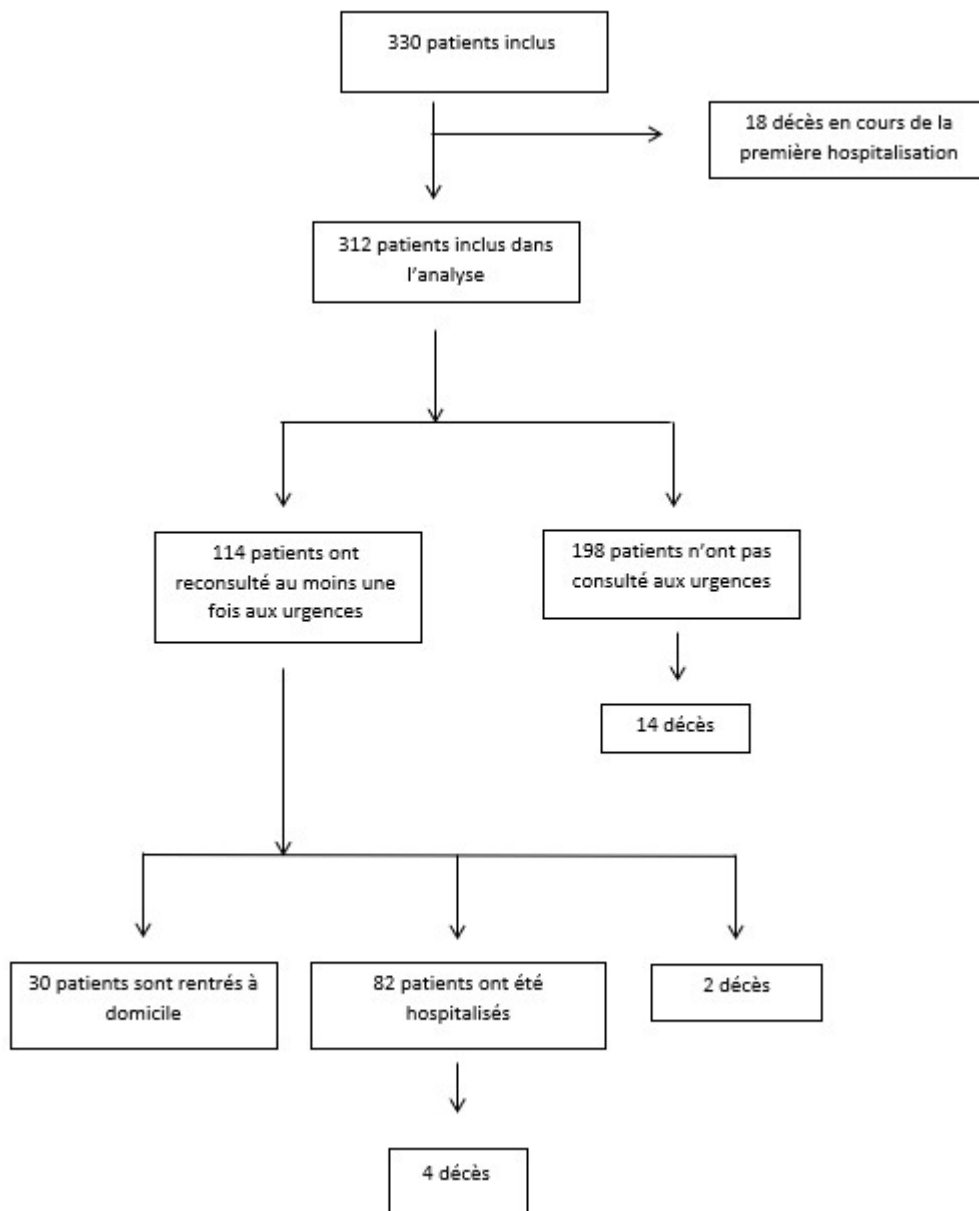 330 patients inclus
18 décès en cours de la
première hospitalisation
312 patients inclus dans
l'analyse
114 patients ont
reconsulté au moins une
fois aux urgences
198 patients n'ont pas
consulté aux urgences
14 décès
30 patients sont rentrés à
domicile
82 patients ont été
hospitalisés
2 décès
4 décès